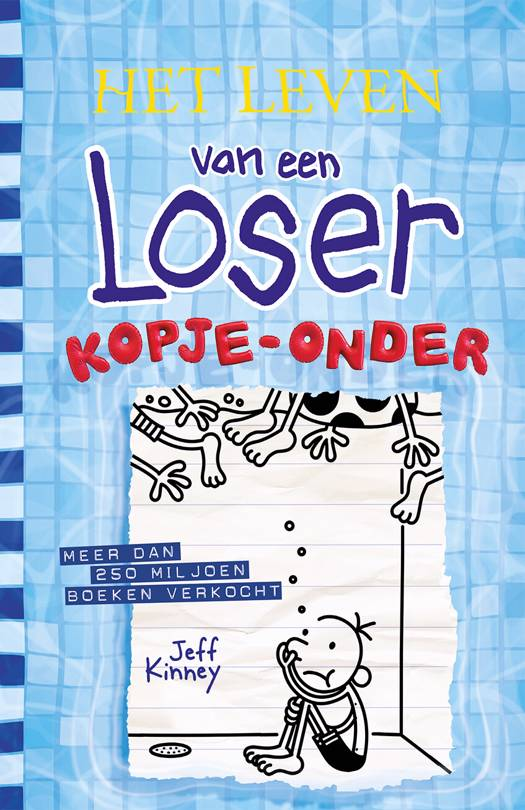 HET LEVEN
van een
Loser
KOPJE-ONDER
MEER DAN
250 MILJOEN
BOEKEN VERKOCHT
Jeff
Kinney